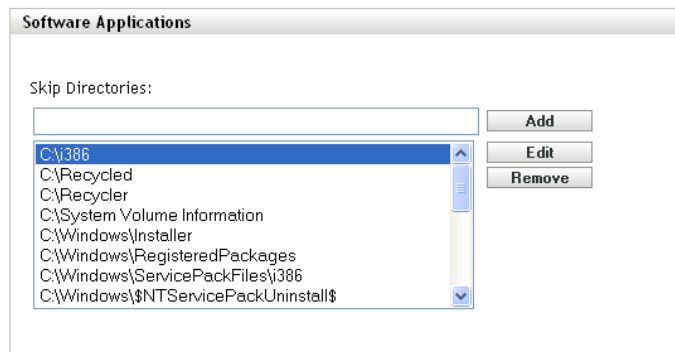 Software Applications
Skip Directories:
Add
C:\i386
Edit
C:\Recycled
Remove
C:\Recycler
C:\System Volume Information
C:\Windows\Installer
C:\Windows\RegisteredPackages
C:\Windows\ServicePackFiles\i386
C:\Windows\$NTServicePackUninstall$